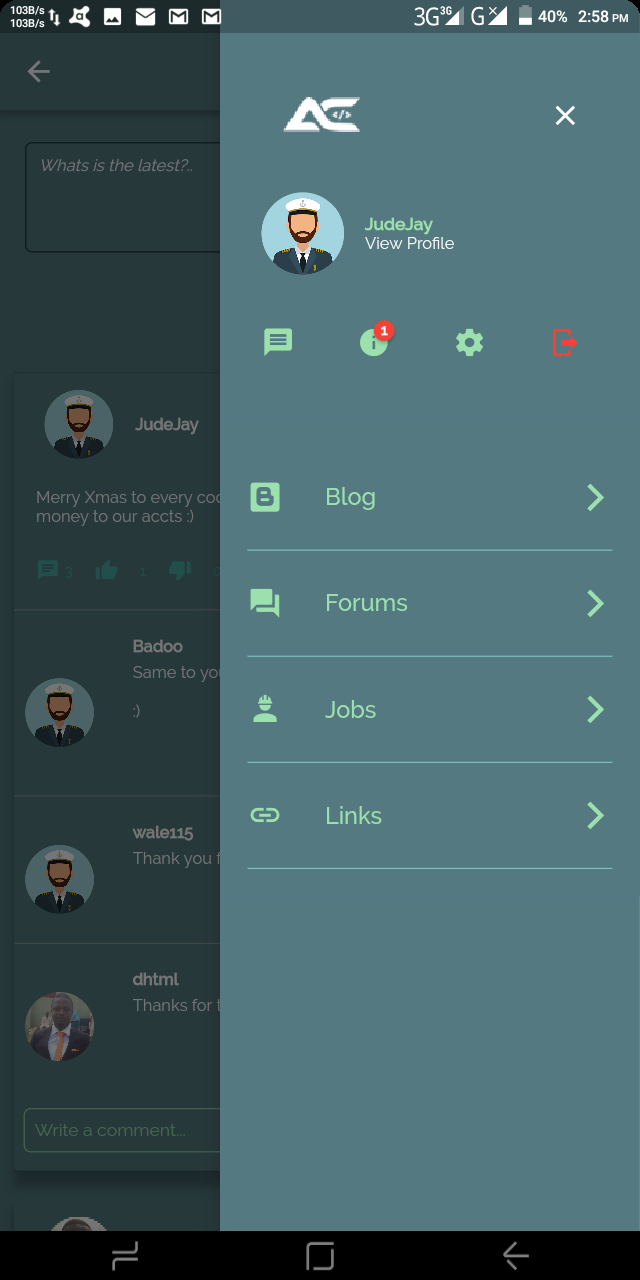 103B/s
103B/s
3G 3G G 40% 2:58 PM
AC </>
Whats is the latest?..
JudeJay
View Profile
1
JudeJay
Merry Xmas to every
money to our accts :)
3 1
Badoo
Same to you
:)
wale115
Thank you
dhtml
Thanks for
Write a comment...
Blog
Forums
Jobs
Links